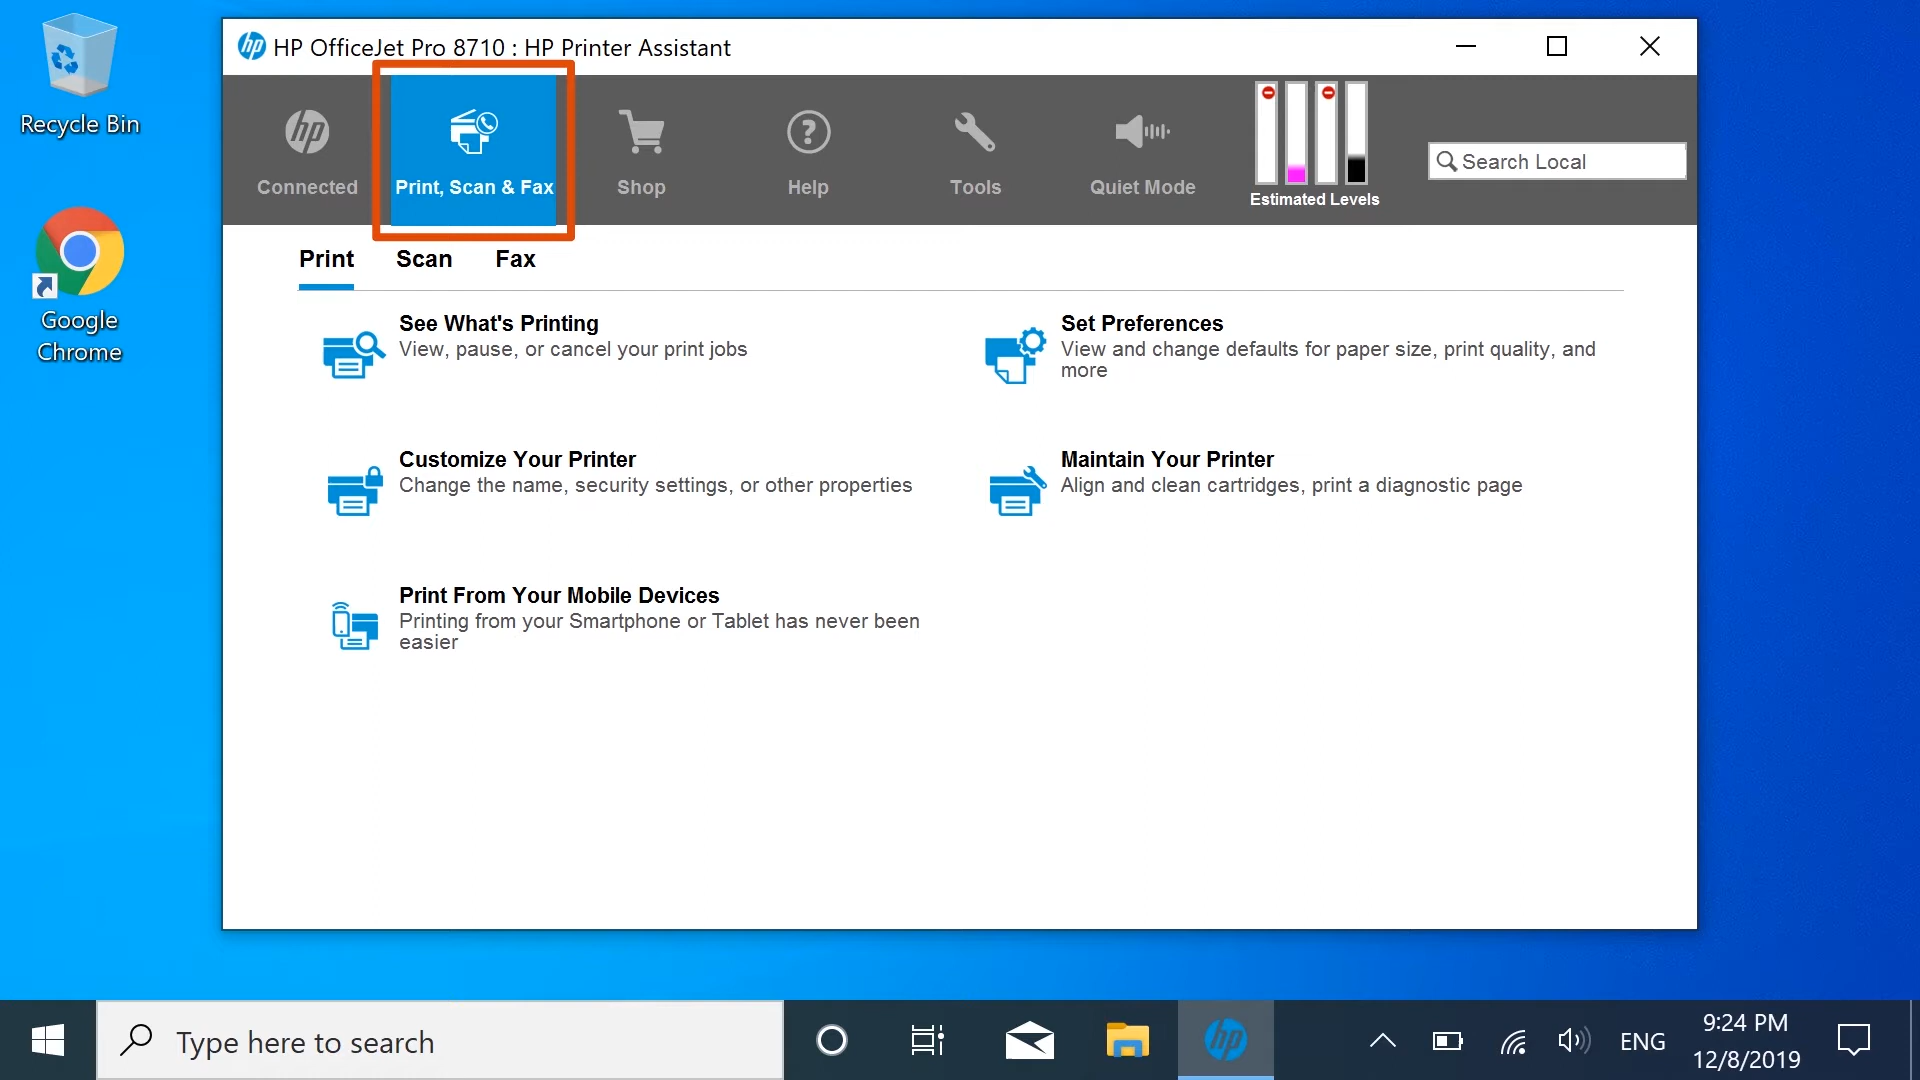 Recycle Bin
Google
Chrome
hp HP OfficeJet Pro 8710 : HP Printer Assistant
hp
Connected
Print, Scan & Fax
Shop
?
Help
Tools
Quiet Mode
Estimated Levels
Search Local
Print Scan Fax
See What's Printing
View, pause, or cancel your print jobs
Set Preferences
View and change defaults for paper size, print quality, and
more
Customize Your Printer
Change the name, security settings, or other properties
Maintain Your Printer
Align and clean cartridges, print a diagnostic page
Print From Your Mobile Devices
Printing from your Smartphone or Tablet has never been
easier
Type here to search
hp
ENG
9:24 PM
12/8/2019